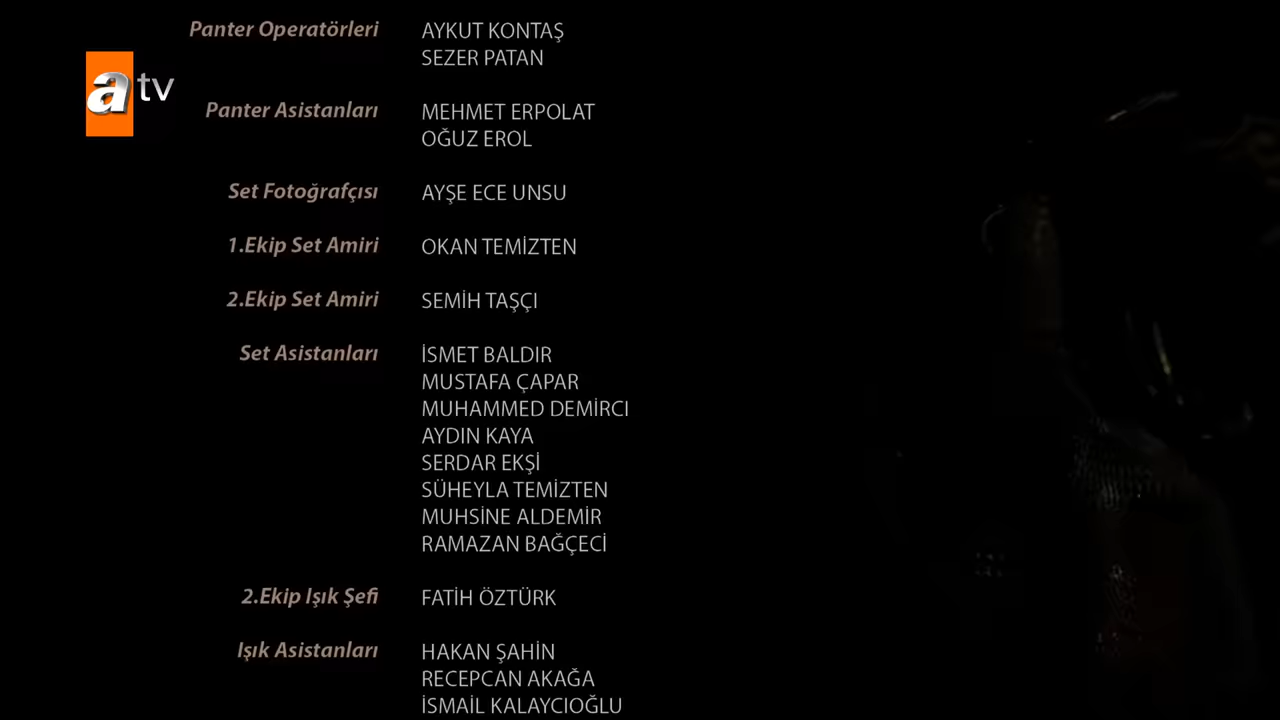 Panter Operatörleri AYKUT KONTAŞ
SEZER PATAN
atv
Panter Asistanları MEHMET ERPOLAT
OĞUZ EROL
Set Fotoğrafçısı AYŞE ECE UNSU
1.Ekip Set Amiri OKAN TEMİZTEN
2.Ekip Set Amiri SEMİH TAŞÇI
Set Asistanları İSMET BALDIR
MUSTAFA ÇAPAR
MUHAMMED DEMİRCI
AYDIN KAYA
SERDAR EKŞİ
SÜHEYLA TEMİZTEN
MUHSİNE ALDEMİR
RAMAZAN BAĞÇECİ
2.Ekip Işık Şefi FATİH ÖZTÜRK
Işık Asistanları HAKAN ŞAHİN
RECEPCAN AKAĞA
İSMAİL KALAYCIOĞLU